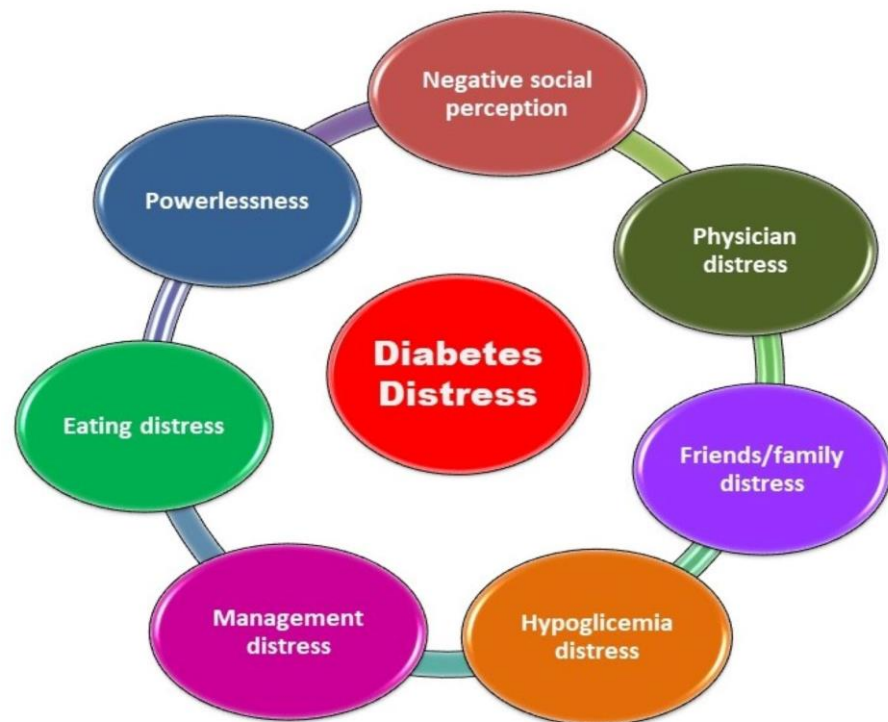 Negative social
perception
Physician
distress
Friends/family
distress
Hypoglicemia
distress
Management
distress
Eating distress
Powerlessness
Diabetes
Distress